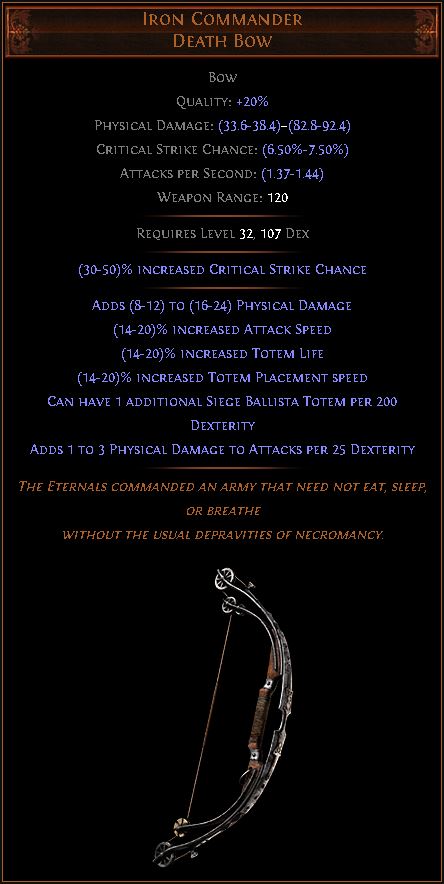 Iron Commander
Death Bow
Bow
Quality: +20%
Physical Damage: (33.6-38.4)–(82.8-92.4)
Critical Strike Chance: (6.50%-7.50%)
Attacks per Second: (1.37-1.44)
Weapon Range: 120
Requires Level 32, 107 Dex
(30-50)% increased Critical Strike Chance
Adds (8-12) to (16-24) Physical Damage
(14-20)% increased Attack Speed
(14-20)% increased Totem Life
(14-20)% increased Totem Placement speed
Can have 1 additional Siege Ballista Totem per 200
Dexterity
Adds 1 to 3 Physical Damage to Attacks per 25 Dexterity
The Eternals commanded an army that need not eat, sleep,
or breathe
without the usual depravities of necromancy.